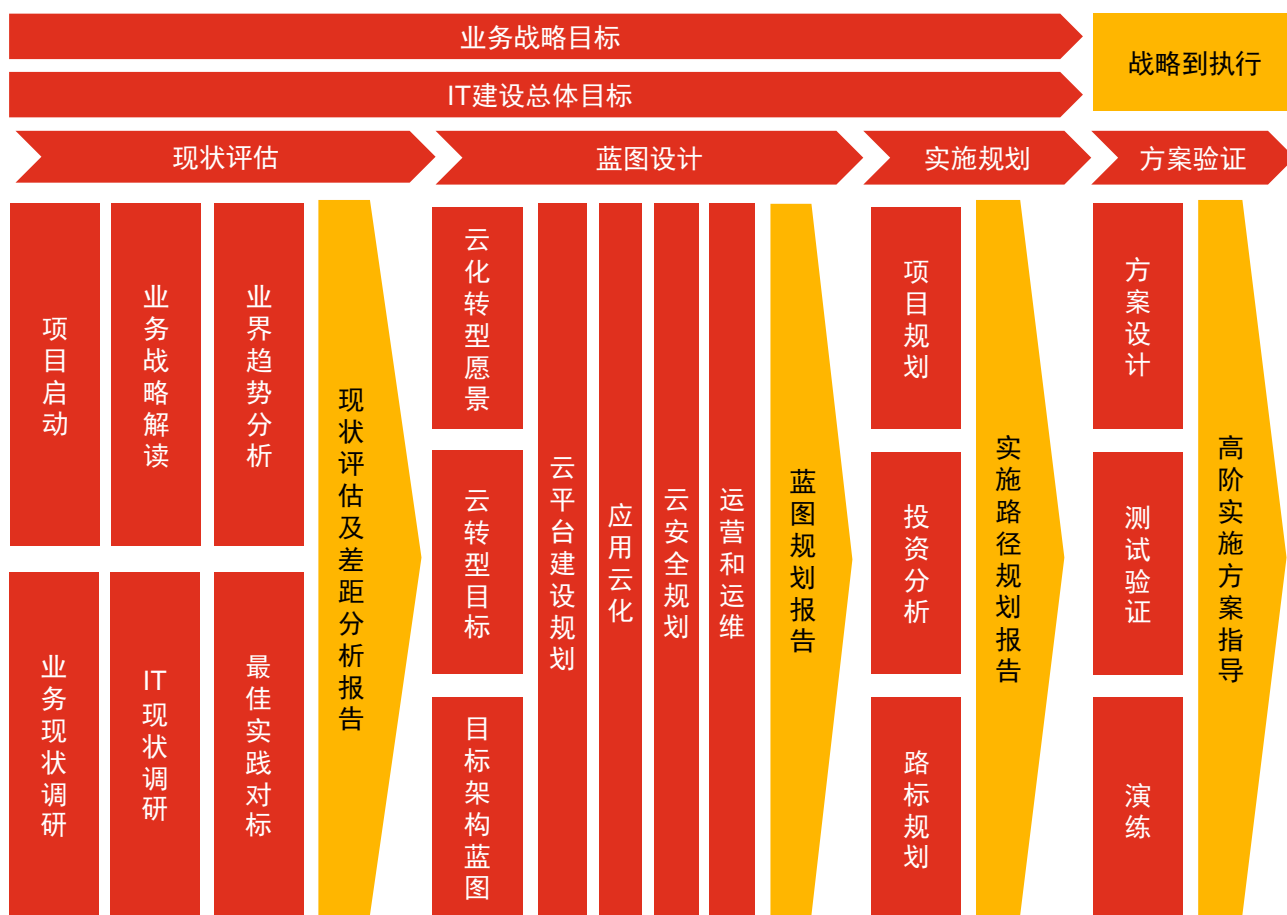 业务战略目标
战略到执行
IT建设总体目标
现状评估
蓝图设计
实施规划
方案验证
项目启动
业务战略解读
业界趋势分析
业务现状调研
IT现状调研
最佳实践对标
现状评估及差距分析报告
云化转型愿景
云转型目标
目标架构蓝图
云平台建设规划
应用云化
云安全规划
运营和运维
蓝图规划报告
项目规划
投资分析
路标规划
实施路径规划报告
方案设计
测试验证
演练
高阶实施方案指导